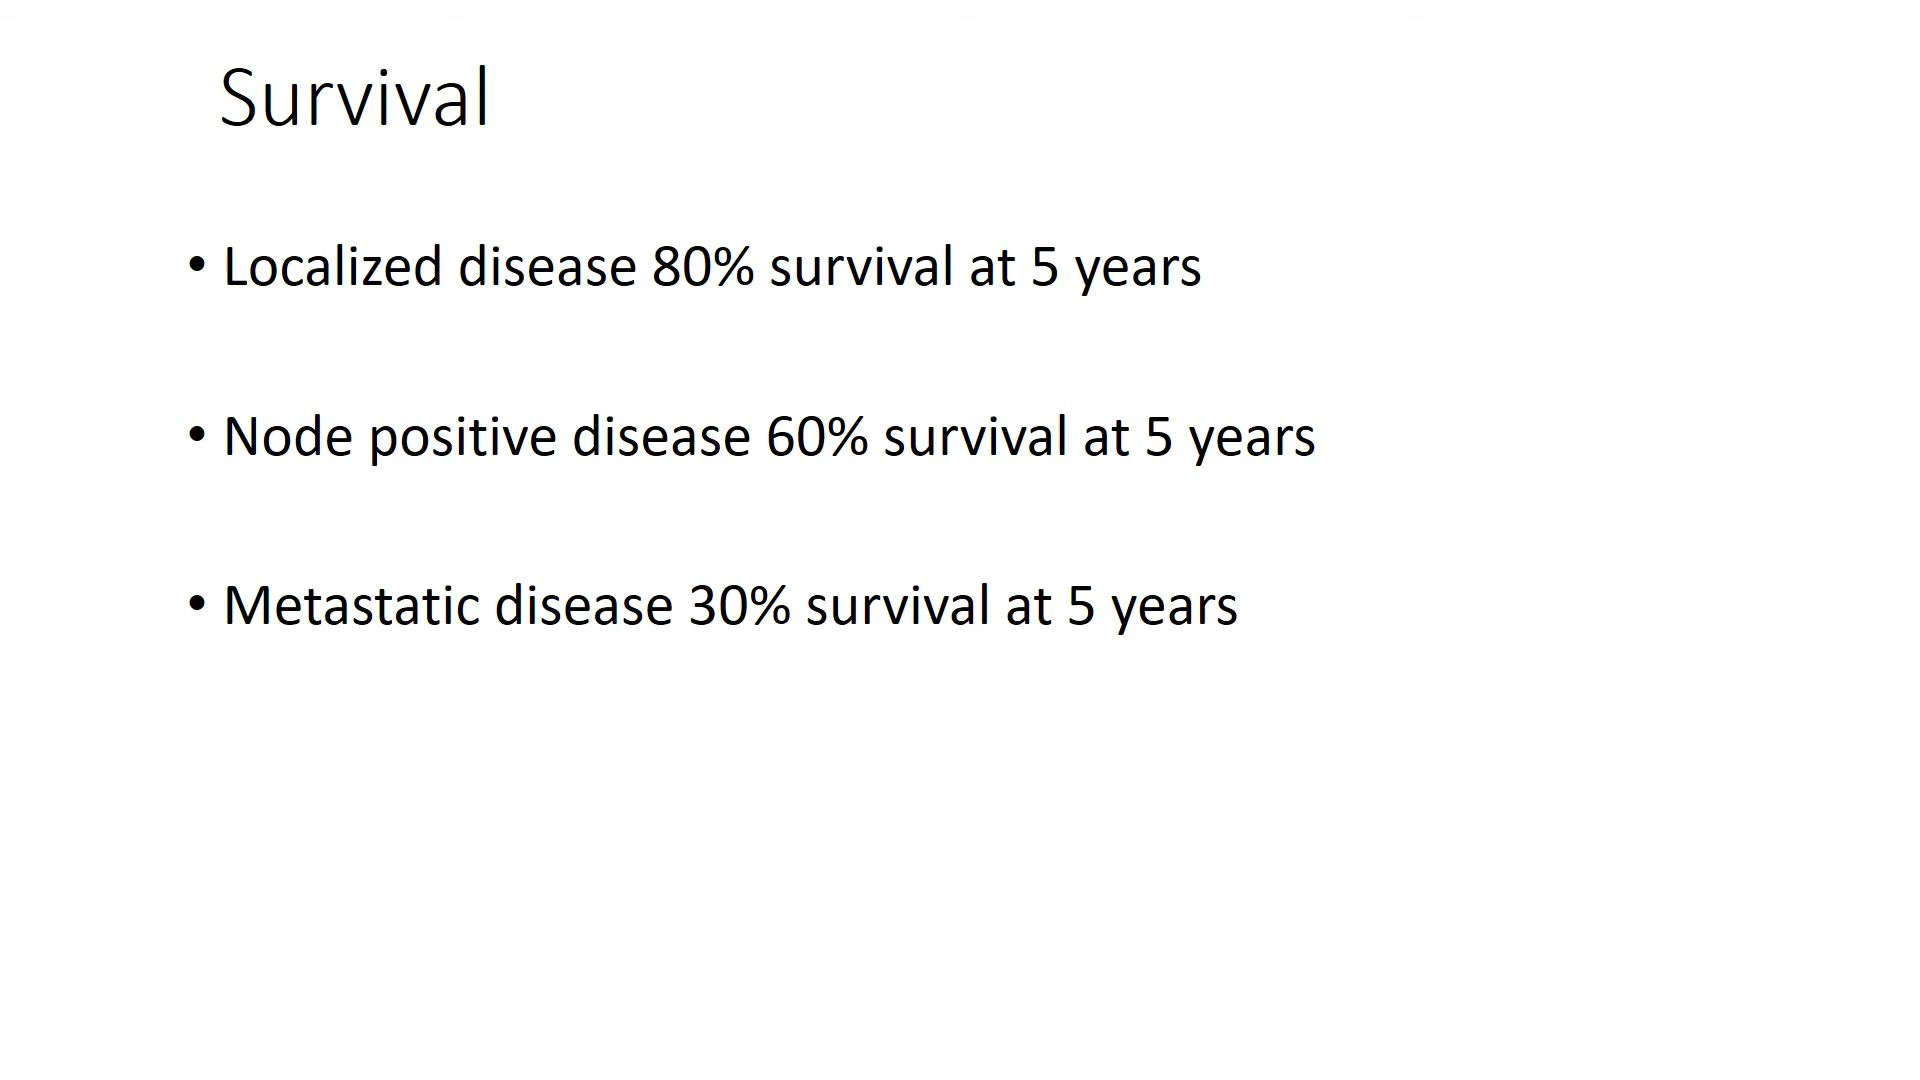 Survival
• Localized disease 80% survival at 5 years
• Node positive disease 60% survival at 5 years
• Metastatic disease 30% survival at 5 years